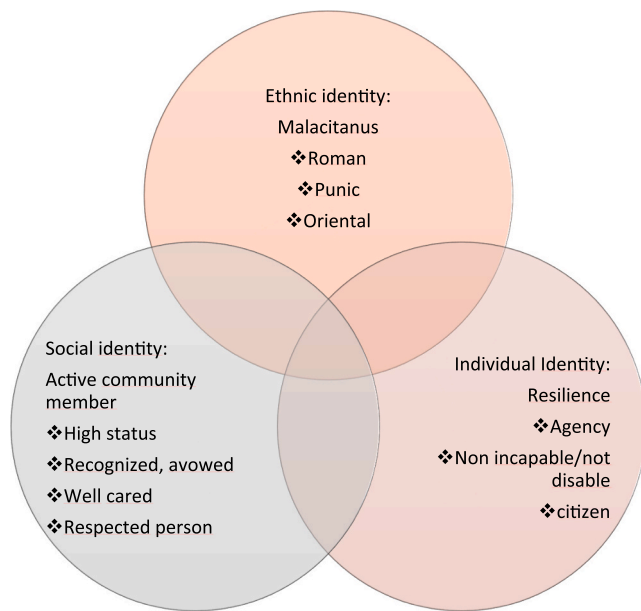 Ethnic identity:
Malacitanus
❖Roman
❖Punic
❖Oriental
Social identity:
Active community
member
❖High status
❖Recognized, avowed
❖Well cared
❖Respected person
Individual Identity:
Resilience
❖Agency
❖Non incapable/not
disable
❖citizen